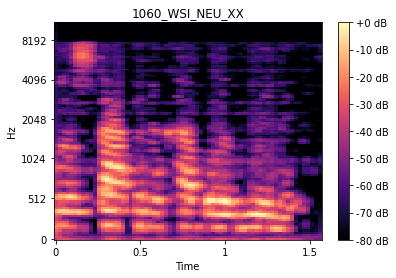 1060_WSI_NEU_XX
+0 dB
8192
-10 dB
4096
-20 dB
-30 dB
2048
Hz
-40 dB
1024
-50 dB
512
-60 dB
-70 dB
0
-80 dB
0 0.5 1 1.5
Time